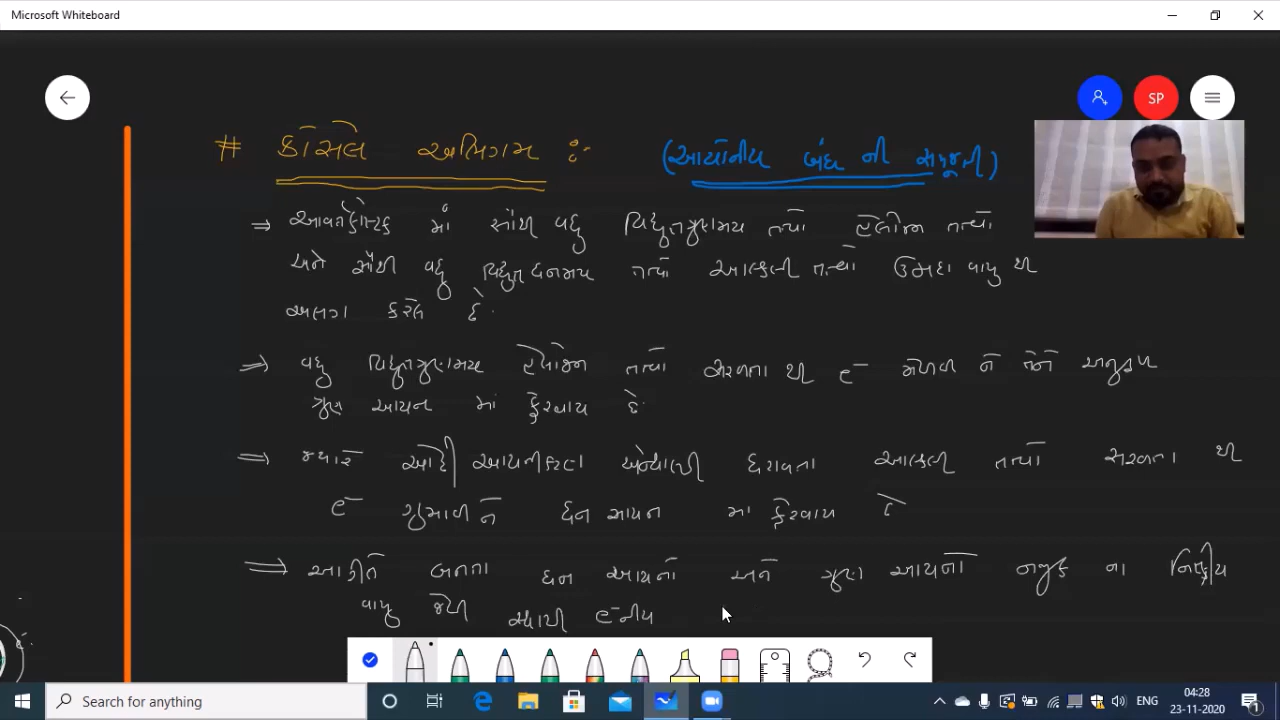 Microsoft Whiteboard
SP
# કોસેલ અભિગમ :-
(આયોનીય બંધ ની સમજૂતી)
⇒ આવર્તકોષ્ટક માં સૌથી વધુ વિદ્યુતઋણમય તત્વો હેલોજન તત્વો
અને સૌથી વધુ વિદ્યુતધનમય તત્વો આલ્કલી તત્વો ઉમદા વાયુ થી
અલગ કરેલ છે.
⇒ વધુ વિદ્યુતઋણમય હેલોજન તત્વો સરળતા થી e⁻ મેળવી ને તેને અનુરૂપ
ઋણ આયન માં ફેરવાય છે.
⇒ જ્યારે ઓછી આયનીકરણ એન્થાલ્પી ધરાવતા આલ્કલી તત્વો સરળતા થી
e⁻ ગુમાવી ને ધન આયન માં ફેરવાય છે
⇒ આ રીતે બનતા ધન આયનો અને ઋણ આયનો નજીક ના નિષ્ક્રીય
વાયુ જેવી સ્થાયી e⁻નીય
Search for anything
ENG
04:28
23-11-2020